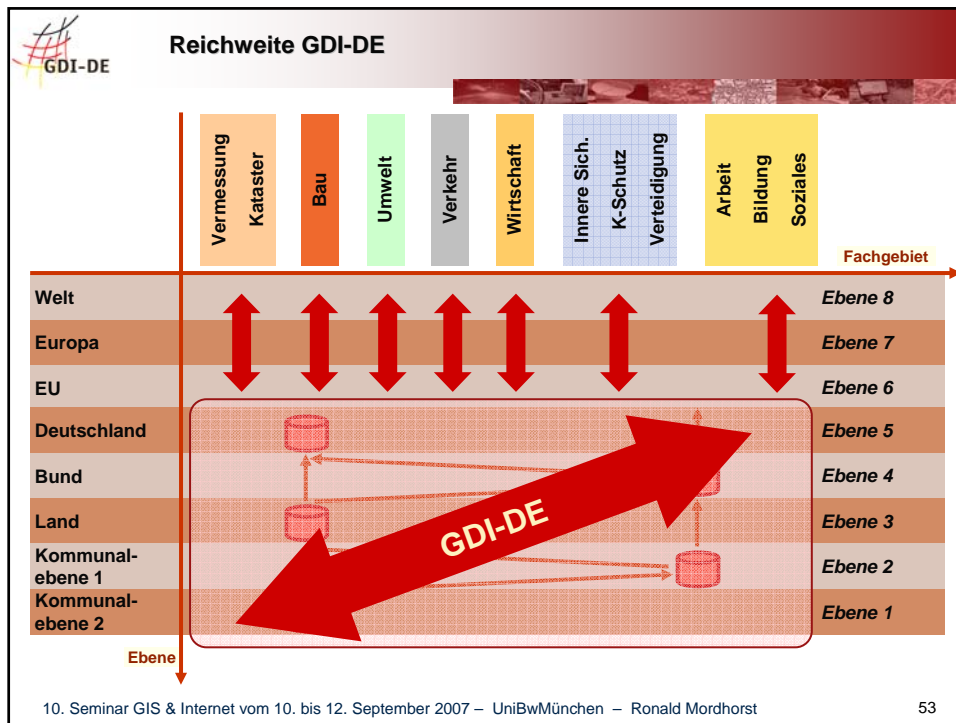 GDI-DE
Reichweite GDI-DE
Vermessung
Kataster
Bau
Umwelt
Verkehr
Wirtschaft
Innere Sich.
K-Schutz
Verteidigung
Arbeit
Bildung
Soziales
Fachgebiet
Welt
Ebene 8
Europa
Ebene 7
EU
Ebene 6
Deutschland
Ebene 5
Bund
Ebene 4
Land
Ebene 3
Kommunal-
ebene 1
Ebene 2
Kommunal-
ebene 2
Ebene 1
GDI-DE
Ebene
10. Seminar GIS & Internet vom 10. bis 12. September 2007 – UniBwMünchen – Ronald Mordhorst
53